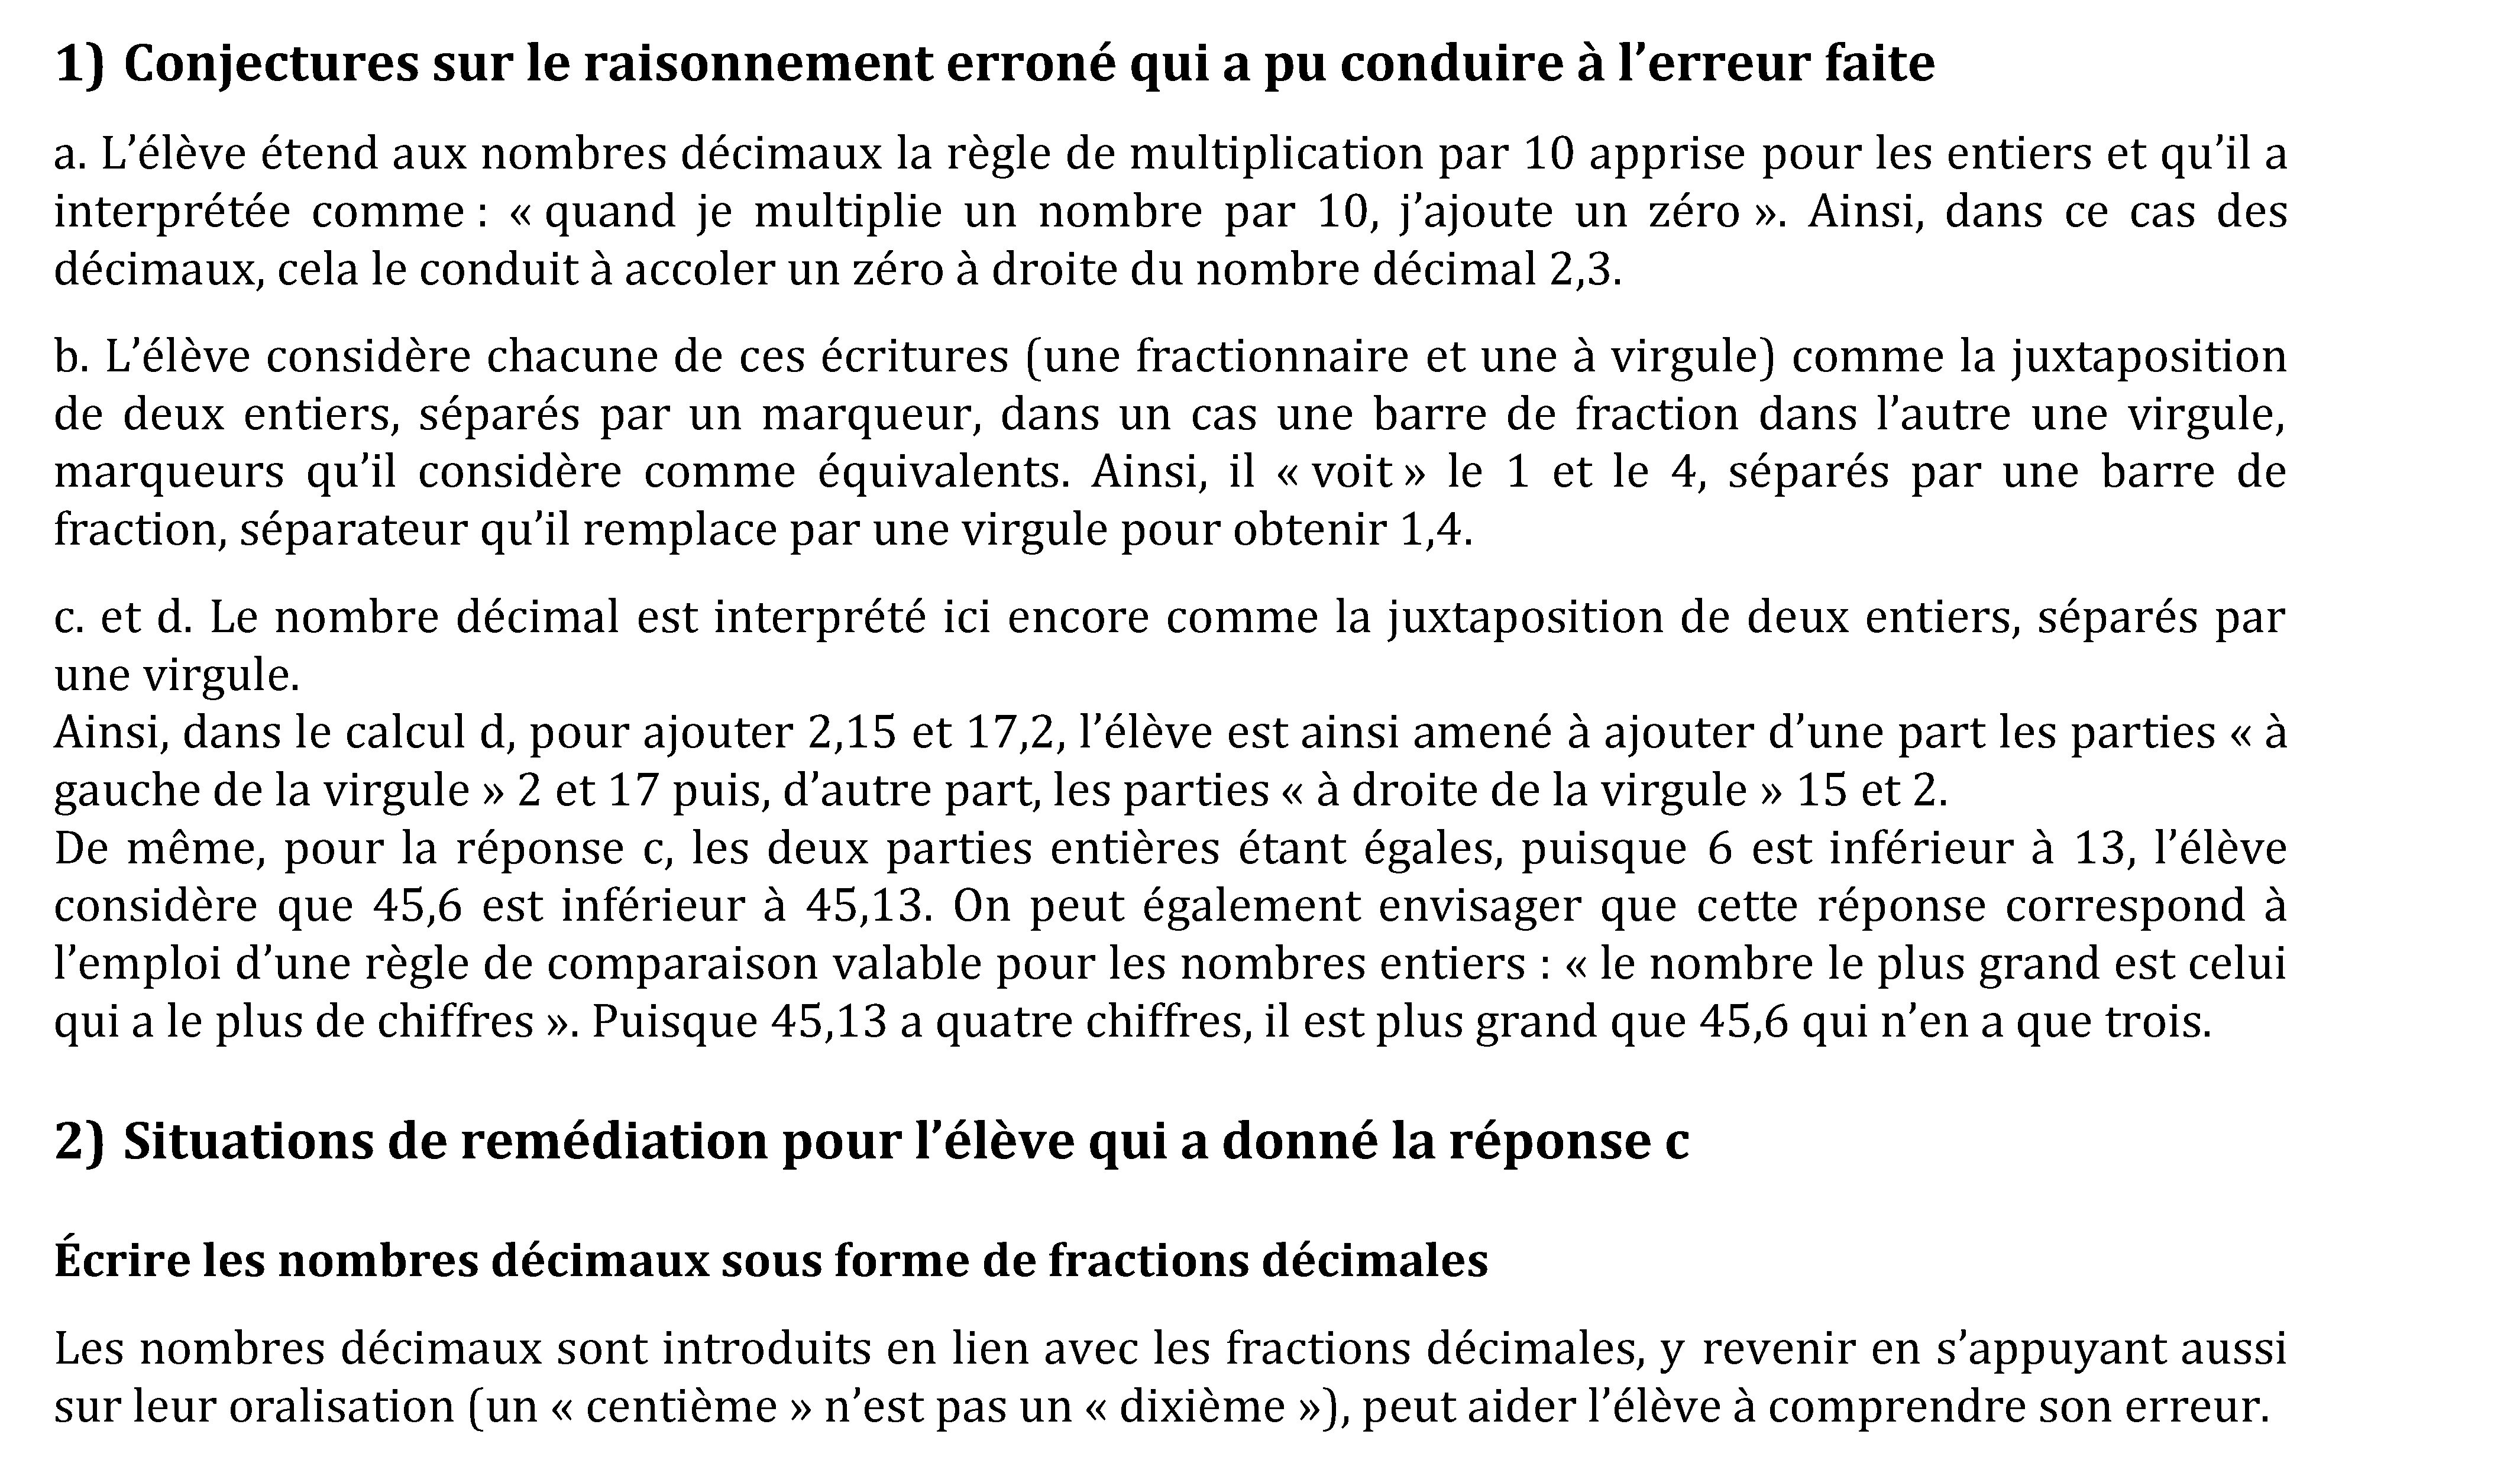 1) Conjectures sur le raisonnement erroné qui a pu conduire à l’erreur faite
a. L’élève étend aux nombres décimaux la règle de multiplication par 10 apprise pour les entiers et qu’il a
interprétée comme : « quand je multiplie un nombre par 10, j’ajoute un zéro ». Ainsi, dans ce cas des
décimaux, cela le conduit à accoler un zéro à droite du nombre décimal 2,3.
b. L’élève considère chacune de ces écritures (une fractionnaire et une à virgule) comme la juxtaposition
de deux entiers, séparés par un marqueur, dans un cas une barre de fraction dans l’autre une virgule,
marqueurs qu’il considère comme équivalents. Ainsi, il « voit » le 1 et le 4, séparés par une barre de
fraction, séparateur qu’il remplace par une virgule pour obtenir 1,4.
c. et d. Le nombre décimal est interprété ici encore comme la juxtaposition de deux entiers, séparés par
une virgule.
Ainsi, dans le calcul d, pour ajouter 2,15 et 17,2, l’élève est ainsi amené à ajouter d’une part les parties « à
gauche de la virgule » 2 et 17 puis, d’autre part, les parties « à droite de la virgule » 15 et 2.
De même, pour la réponse c, les deux parties entières étant égales, puisque 6 est inférieur à 13, l’élève
considère que 45,6 est inférieur à 45,13. On peut également envisager que cette réponse correspond à
l’emploi d’une règle de comparaison valable pour les nombres entiers : « le nombre le plus grand est celui
qui a le plus de chiffres ». Puisque 45,13 a quatre chiffres, il est plus grand que 45,6 qui n’en a que trois.
2) Situations de remédiation pour l’élève qui a donné la réponse c
Écrire les nombres décimaux sous forme de fractions décimales
Les nombres décimaux sont introduits en lien avec les fractions décimales, y revenir en s’appuyant aussi
sur leur oralisation (un « centième » n’est pas un « dixième »), peut aider l’élève à comprendre son erreur.